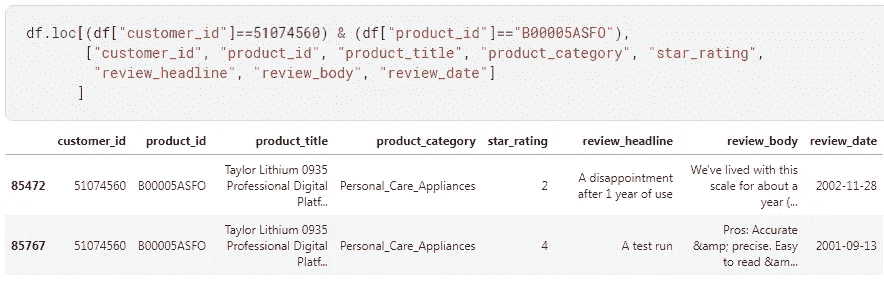 df.loc[(df["customer_id"]==51074560) & (df["product_id"]=="B00005ASFO"),
["customer_id", "product_id", "product_title", "product_category", "star_rating",
"review_headline", "review_body", "review_date"]
]
customer_id product_id product_title product_category star_rating review_headline review_body review_date
85472 51074560 B00005ASFO Taylor Lithium 0935 Professional Digital Platf... Personal_Care_Appliances 2 A disappointment after 1 year of use We've lived with this scale for about a year (... 2002-11-28
85767 51074560 B00005ASFO Taylor Lithium 0935 Professional Digital Platf... Personal_Care_Appliances 4 A test run Pros: Accurate &amp; precise. Easy to read &am... 2001-09-13